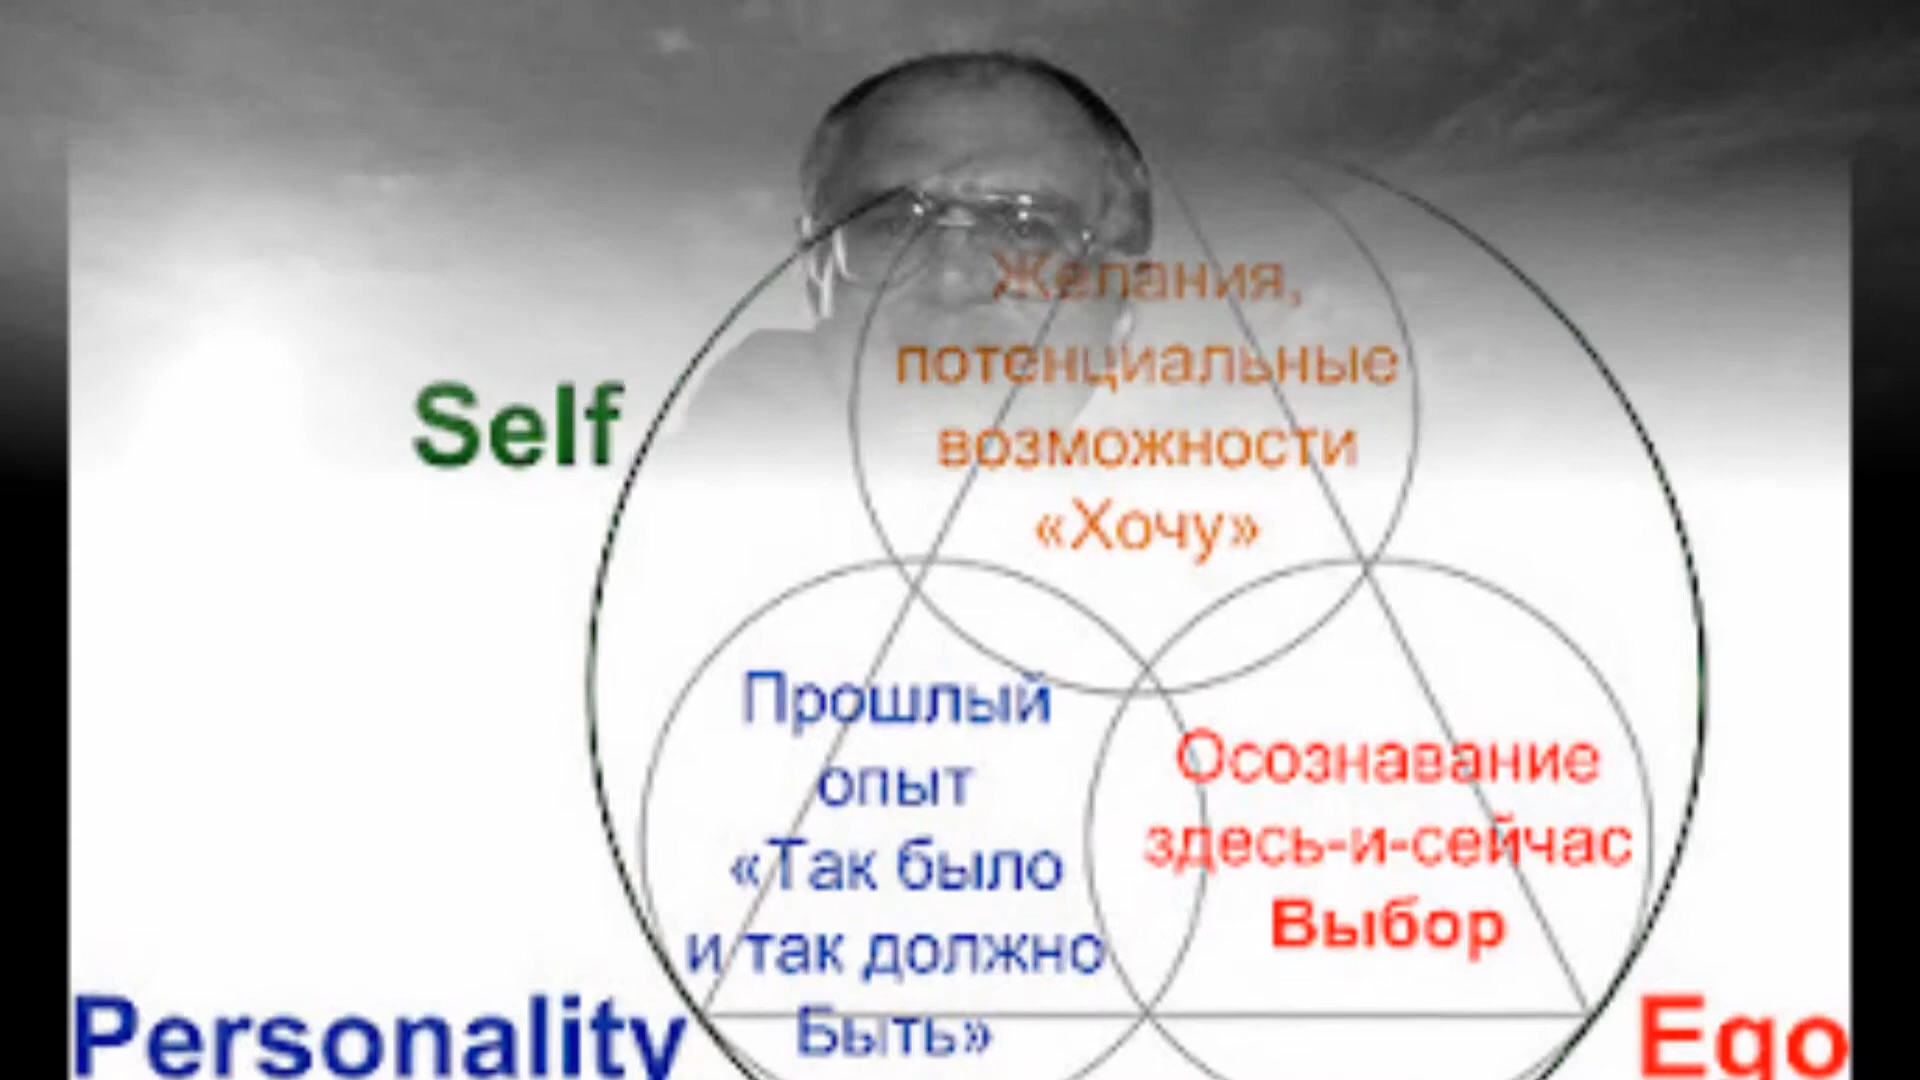 Желания,
потенциальные
возможности
«Хочу»
Self
Прошлый
опыт
«Так было
и так должно
Быть»
Осознавание
здесь-и-сейчас
Выбор
Personality
Ego